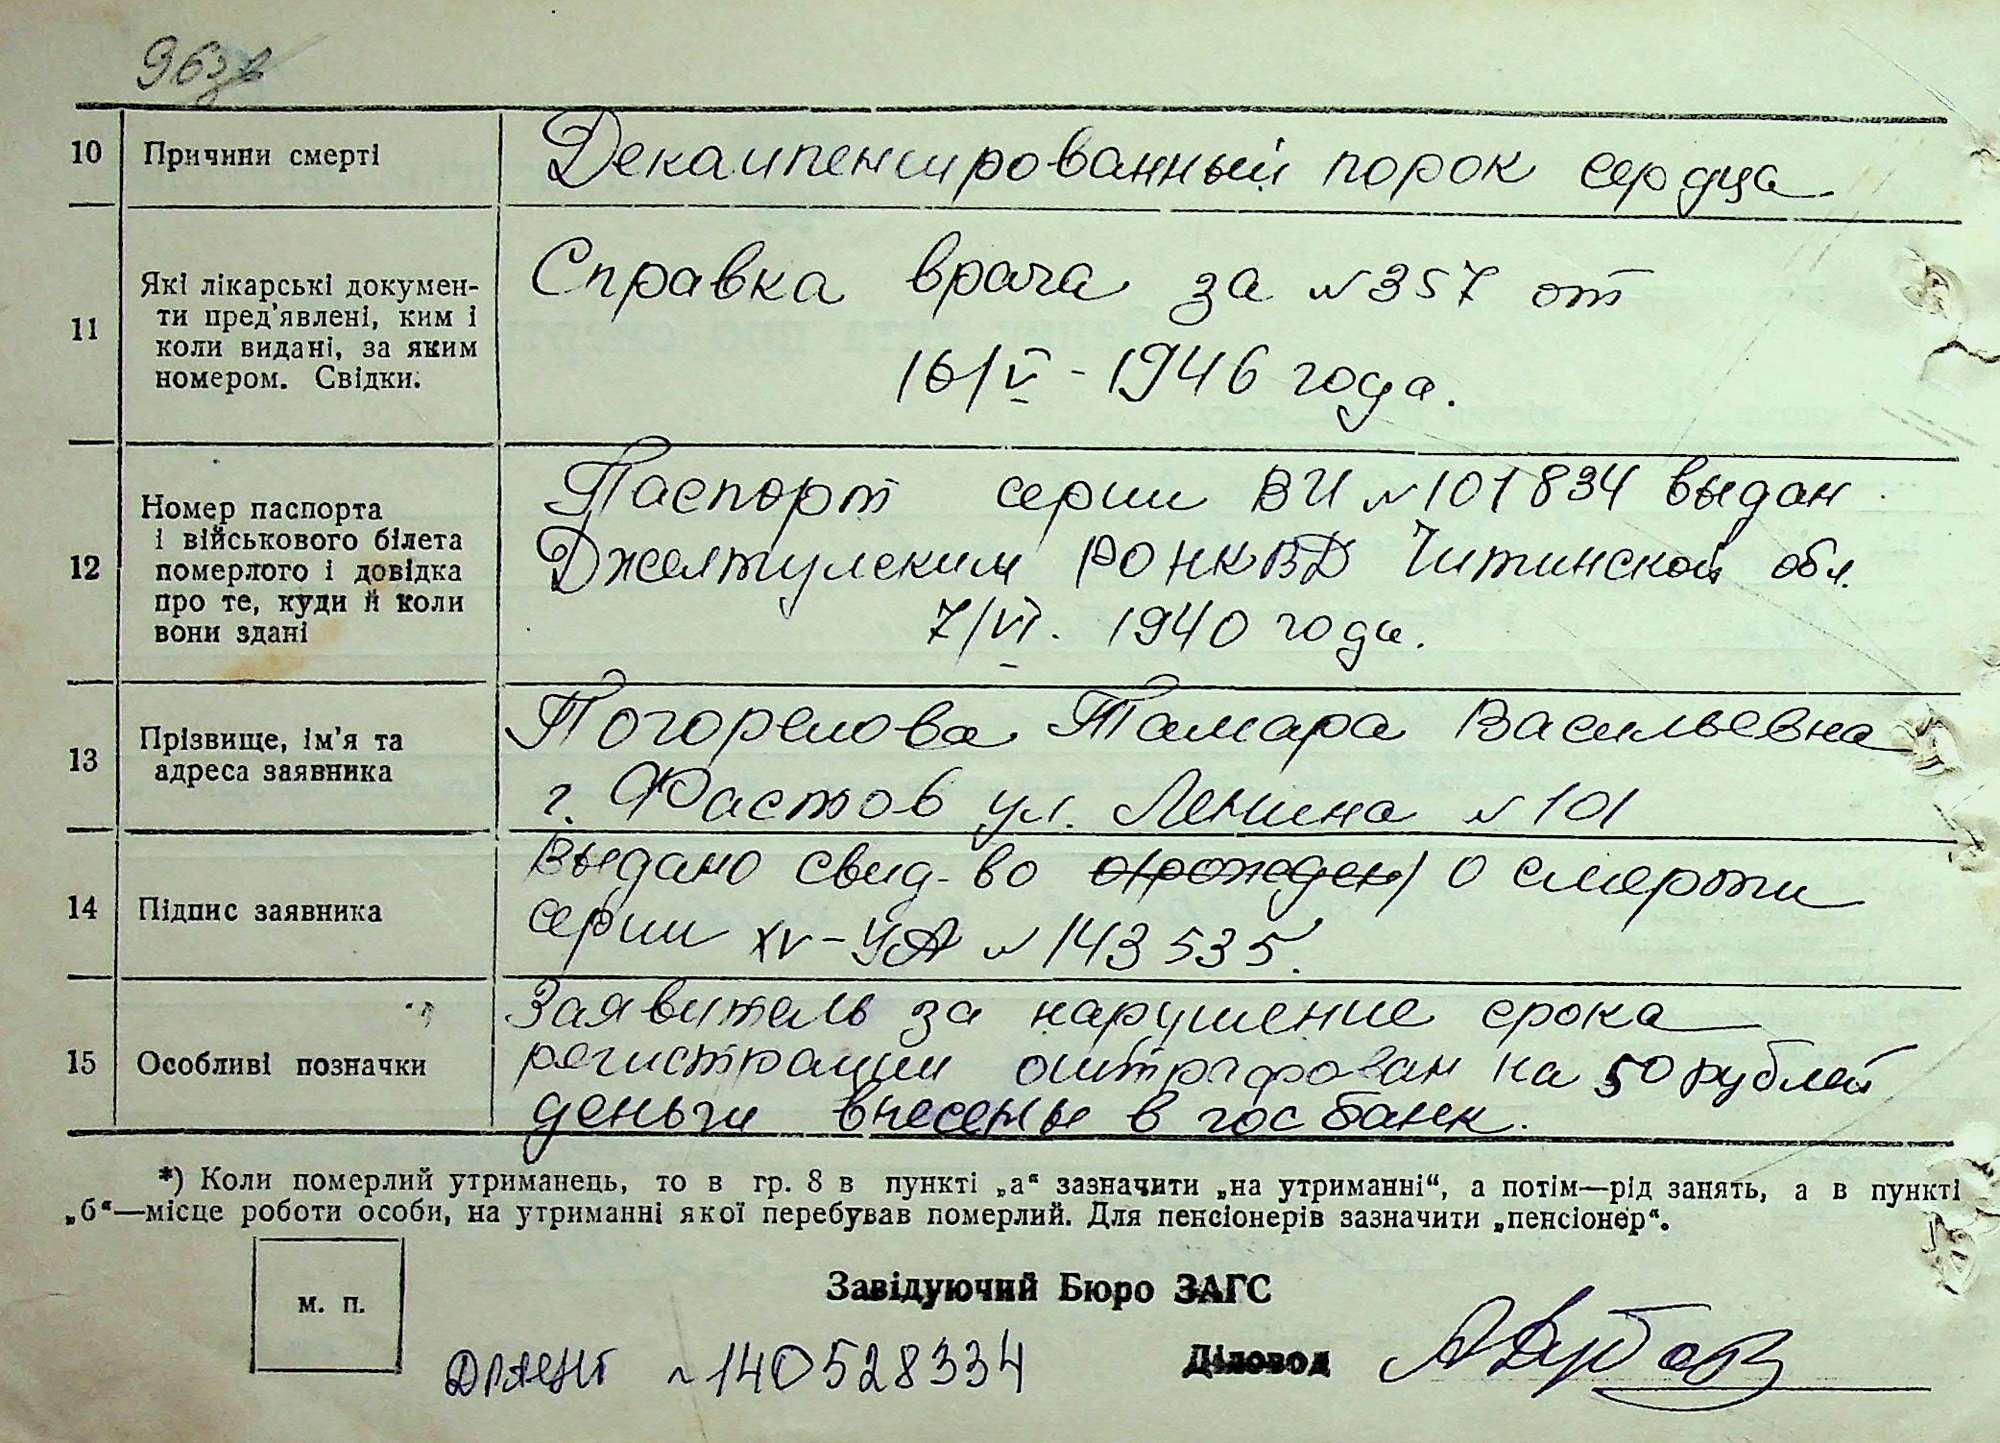 96зв
10 Причини смерті Декампенсированный порок сердца
11 Які лікарські докумен-
ти пред'явлені, ким і
коли видані, за яким
номером. Свідки.
Справка врача за №357 от
16/V - 1946 года.
12 Номер паспорта
і військового білета
померлого і довідка
про те, куди й коли
вони здані
Паспорт серии ВИ №101834 выдан
Джелтулским РОНКВД Читинской обл.
7/VI. 1940 года.
13 Прізвище, ім'я та
адреса заявника
Погорелова Тамара Васильевна
г. Фастов ул. Ленина №101
14 Підпис заявника
Выдано свид-во о смерти
серии XV-УА №143535.
15 Особливі позначки
Заявитель за нарушение срока
регистрации оштрафован на 50 рублей
деньги внесены в госбанк.
*) Коли померлий утриманець, то в гр. 8 в пункті „а“ зазначити „на утриманні“, а потім—рід занять, а в пункті
„б“—місце роботи особи, на утриманні якої перебував померлий. Для пенсіонерів зазначити „пенсіонер“.
м. п.
Завідуючий Бюро ЗАГС
Діловод
№140528334